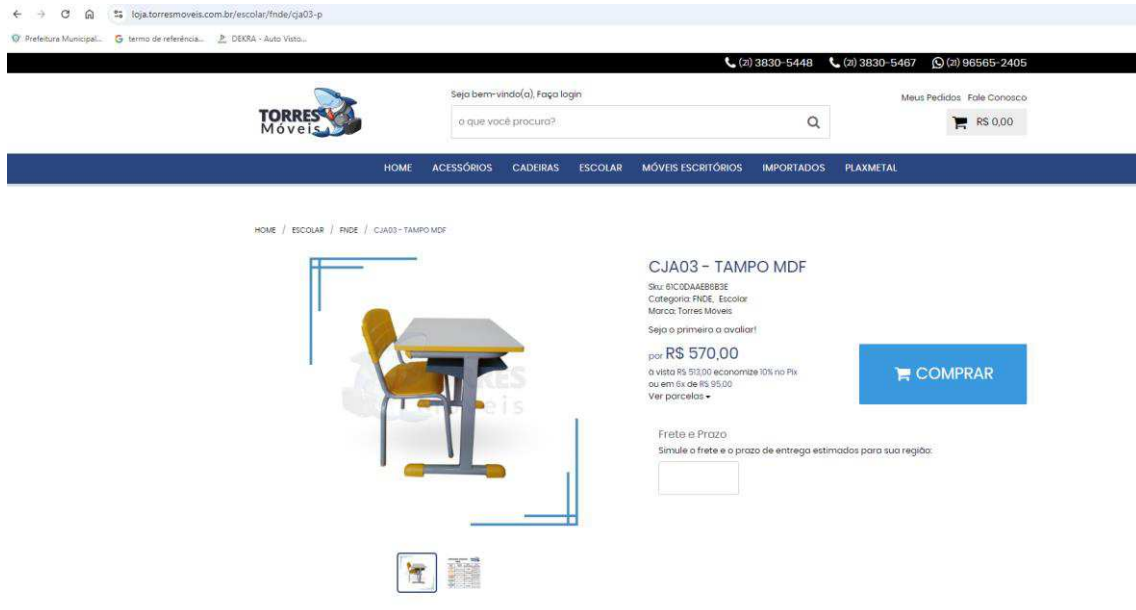 loja.torresmoveis.com.br/escolar/fnde/cja03-p
Prefeitura Municipal... termo de referência... DEKRA - Auto Visto...
(21) 3830-5448 (21) 3830-5467 (21) 96565-2405
Seja bem-vindo(a), Faça login
Meus Pedidos Fale Conosco
TORRES
Móveis
o que você procura?
R$ 0,00
HOME ACESSÓRIOS CADEIRAS ESCOLAR MÓVEIS ESCRITÓRIOS IMPORTADOS PLAXMETAL
HOME / ESCOLAR / FNDE / CJA03 - TAMPO MDF
CJA03 - TAMPO MDF
Categoria: FNDE, Escolar
Marca: Torres Móveis
Seja o primeiro a avaliar!
por R$ 570,00
à vista R$ 513,00 economize 10% no Pix
ou em 6x de R$ 95,00
Ver parcelas
COMPRAR
Frete e Prazo
Simule o frete e o prazo de entrega estimados para sua região: